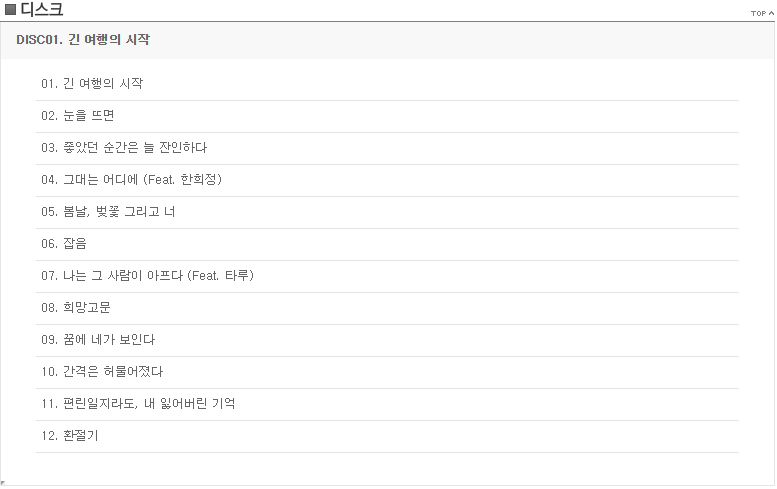 디스크
TOP
DISC01. 긴 여행의 시작
01. 긴 여행의 시작
02. 눈을 뜨면
03. 좋았던 순간은 늘 잔인하다
04. 그대는 어디에 (Feat. 한희정)
05. 봄날, 벚꽃 그리고 너
06. 잡음
07. 나는 그 사람이 아프다 (Feat. 타루)
08. 희망고문
09. 꿈에 네가 보인다
10. 간격은 허물어졌다
11. 편린일지라도, 내 잃어버린 기억
12. 환절기